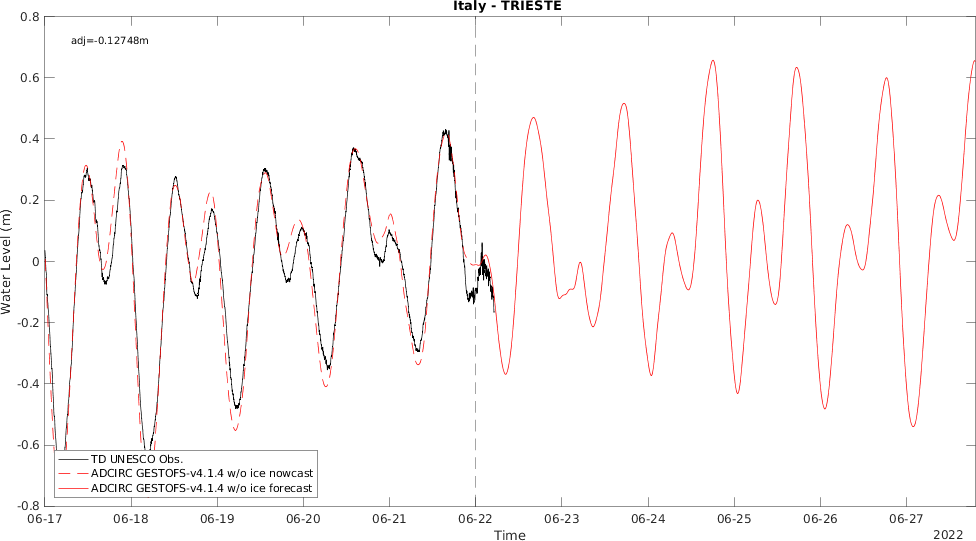 Italy - TRIESTE
adj=-0.12748m
0.8
0.6
0.4
0.2
0
-0.2
-0.4
-0.6
-0.8
Water Level (m)
TD UNESCO Obs.
ADCIRC GESTOFS-v4.1.4 w/o ice nowcast
ADCIRC GESTOFS-v4.1.4 w/o ice forecast
06-17 06-18 06-19 06-20 06-21 06-22 06-23 06-24 06-25 06-26 06-27
Time
2022